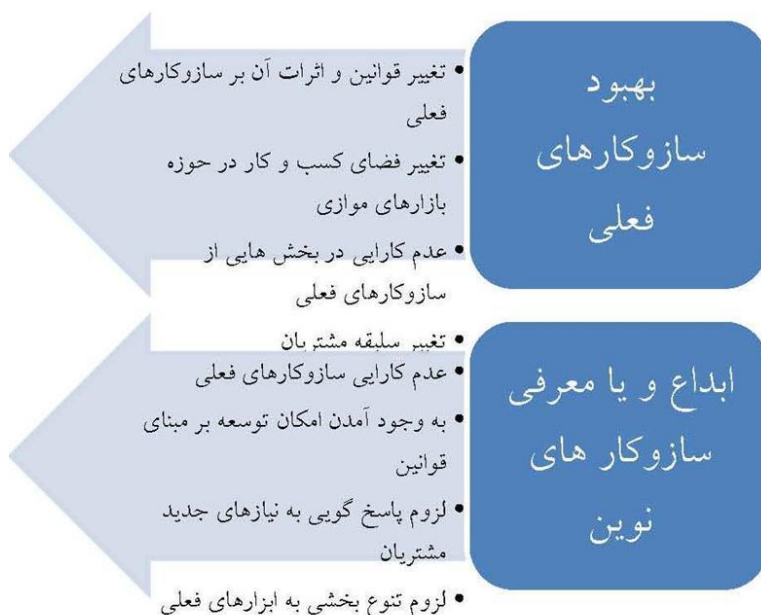 بهبود
سازوکارهای
فعلی
• تغییر قوانین و اثرات آن بر سازوکارهای
فعلی
• تغییر فضای کسب و کار در حوزه
بازارهای موازی
• عدم کارایی در بخش هایی از
سازوکارهای فعلی
• تغییر سلیقه مشتریان
ابداع و یا معرفی
سازوکار های
نوین
• عدم کارایی سازوکارهای فعلی
• به وجود آمدن امکان توسعه بر مبنای
قوانین
• لزوم پاسخ گویی به نیازهای جدید
مشتریان
• لزوم تنوع بخشی به ابزارهای فعلی